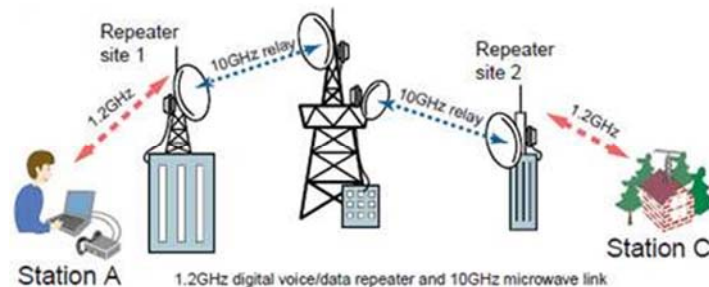 Repeater
site 1
10GHz relay
Repeater
site 2
10GHz relay
1.2GHz
1.2GHz
Station A
Station C
1.2GHz digital voice/data repeater and 10GHz microwave link